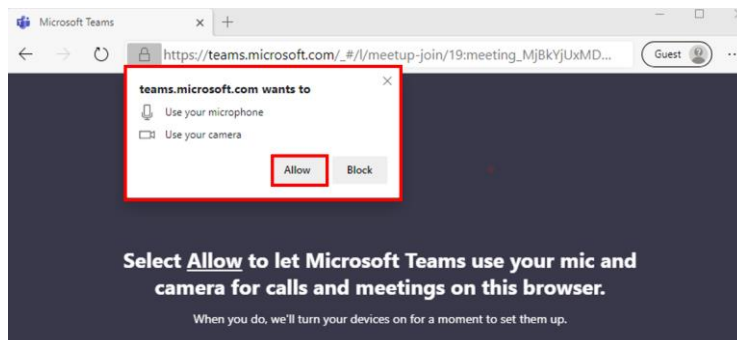 Microsoft Teams
https://teams.microsoft.com/_#/l/meetup-join/19:meeting_MjBkYjUxMD...
Guest
teams.microsoft.com wants to
Use your microphone
Use your camera
Allow Block
Select Allow to let Microsoft Teams use your mic and
camera for calls and meetings on this browser.
When you do, we'll turn your devices on for a moment to set them up.